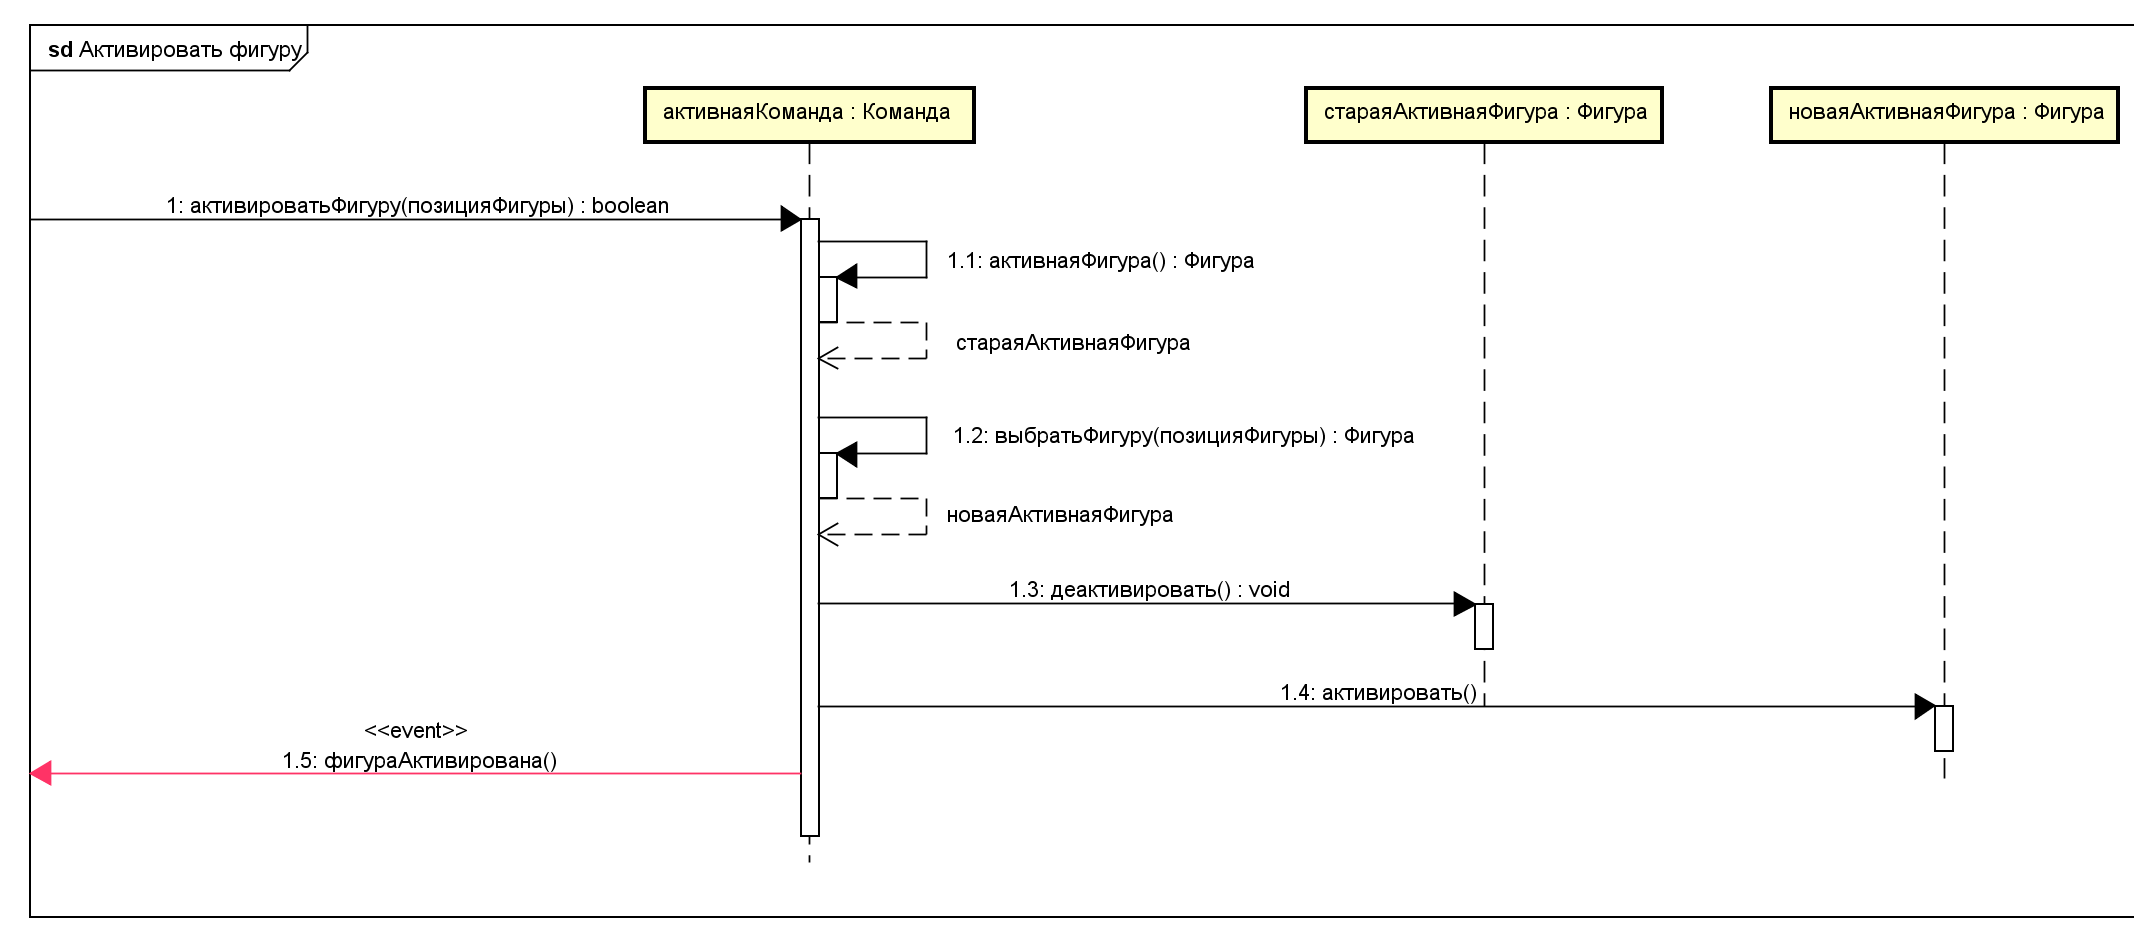 sd Активировать фигуру
активнаяКоманда : Команда
стараяАктивнаяФигура : Фигура
новаяАктивнаяФигура : Фигура
1: активироватьФигуру(позицияФигуры) : boolean
1.1: активнаяФигура() : Фигура
стараяАктивнаяФигура
1.2: выбратьФигуру(позицияФигуры) : Фигура
новаяАктивнаяФигура
1.3: деактивировать() : void
1.4: активировать()
<<event>>
1.5: фигураАктивирована()